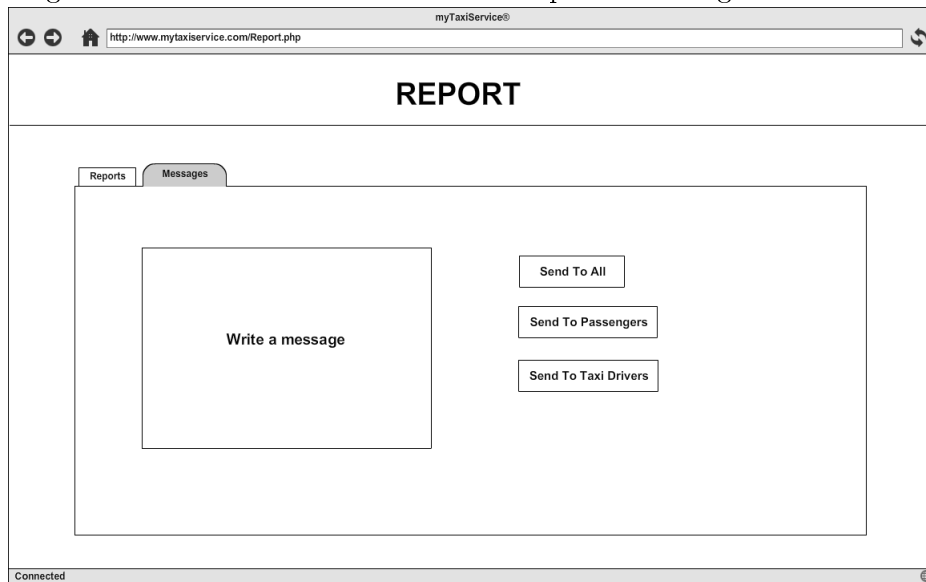 myTaxiService®
http://www.mytaxiservice.com/Report.php
REPORT
Reports
Messages
Write a message
Send To All
Send To Passengers
Send To Taxi Drivers
Connected